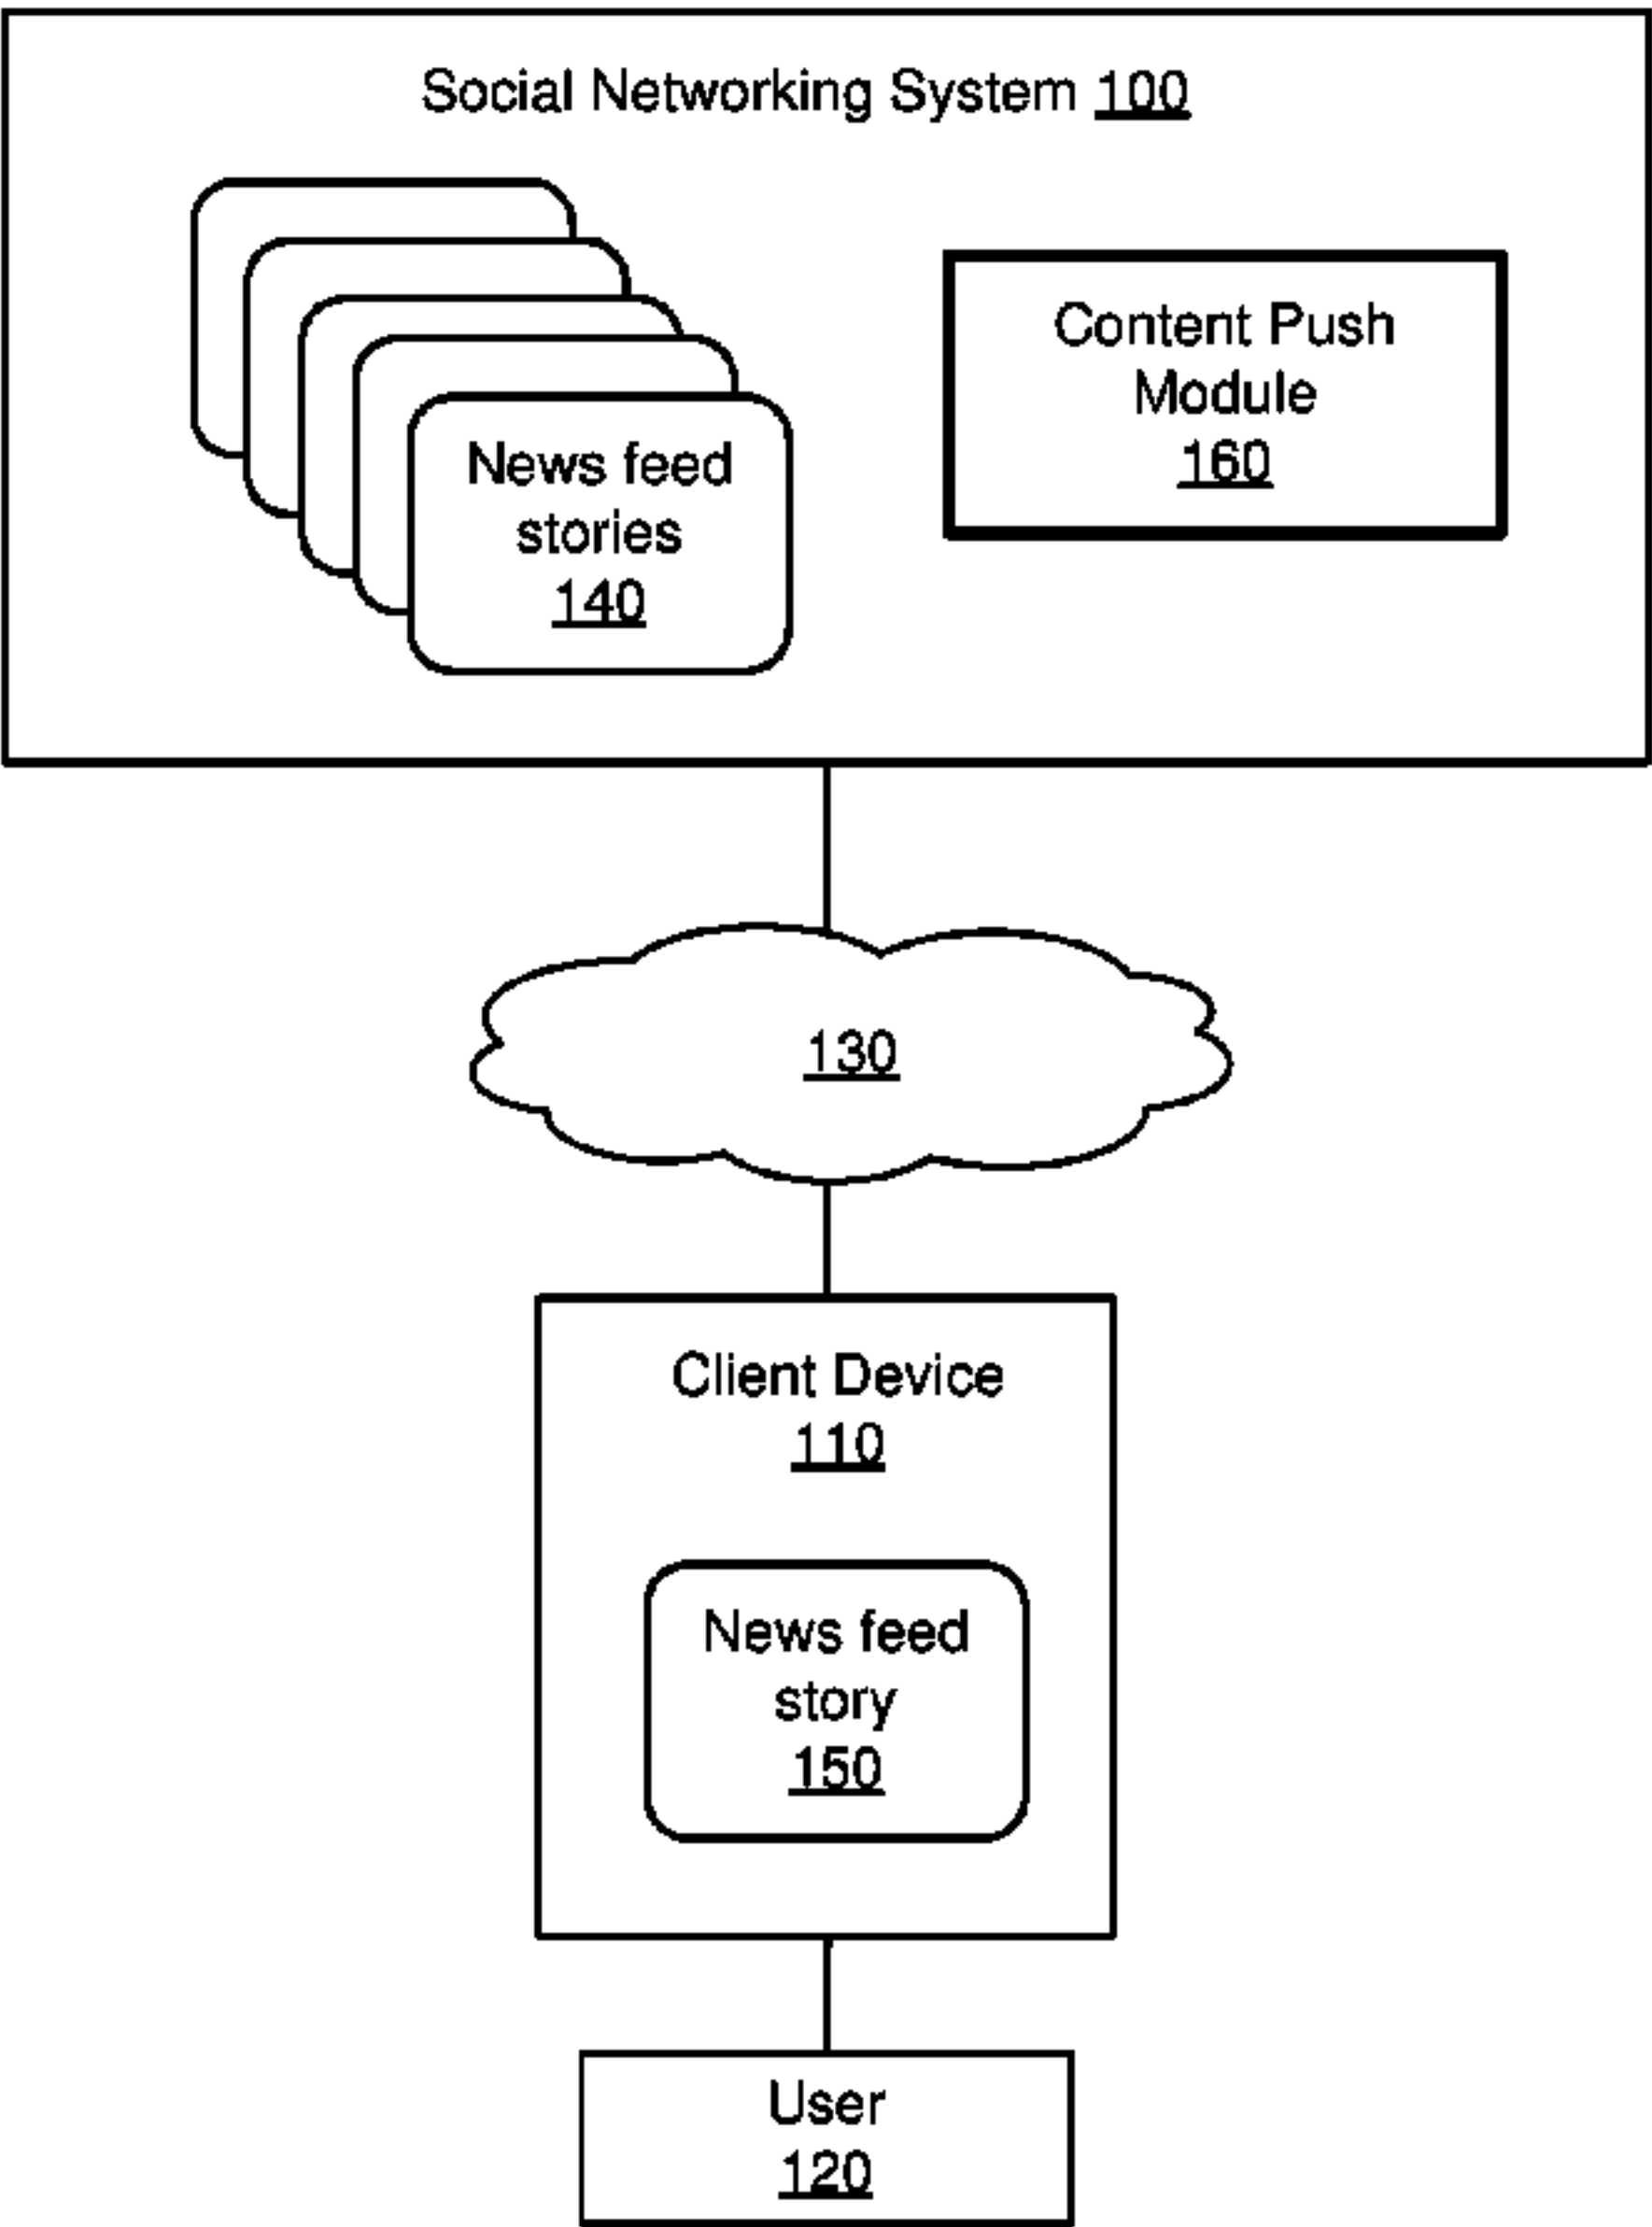 Social Networking System 100
Content Push
Module
160
News feed
stories
140
130
Client Device
110
News feed
story
150
User
120